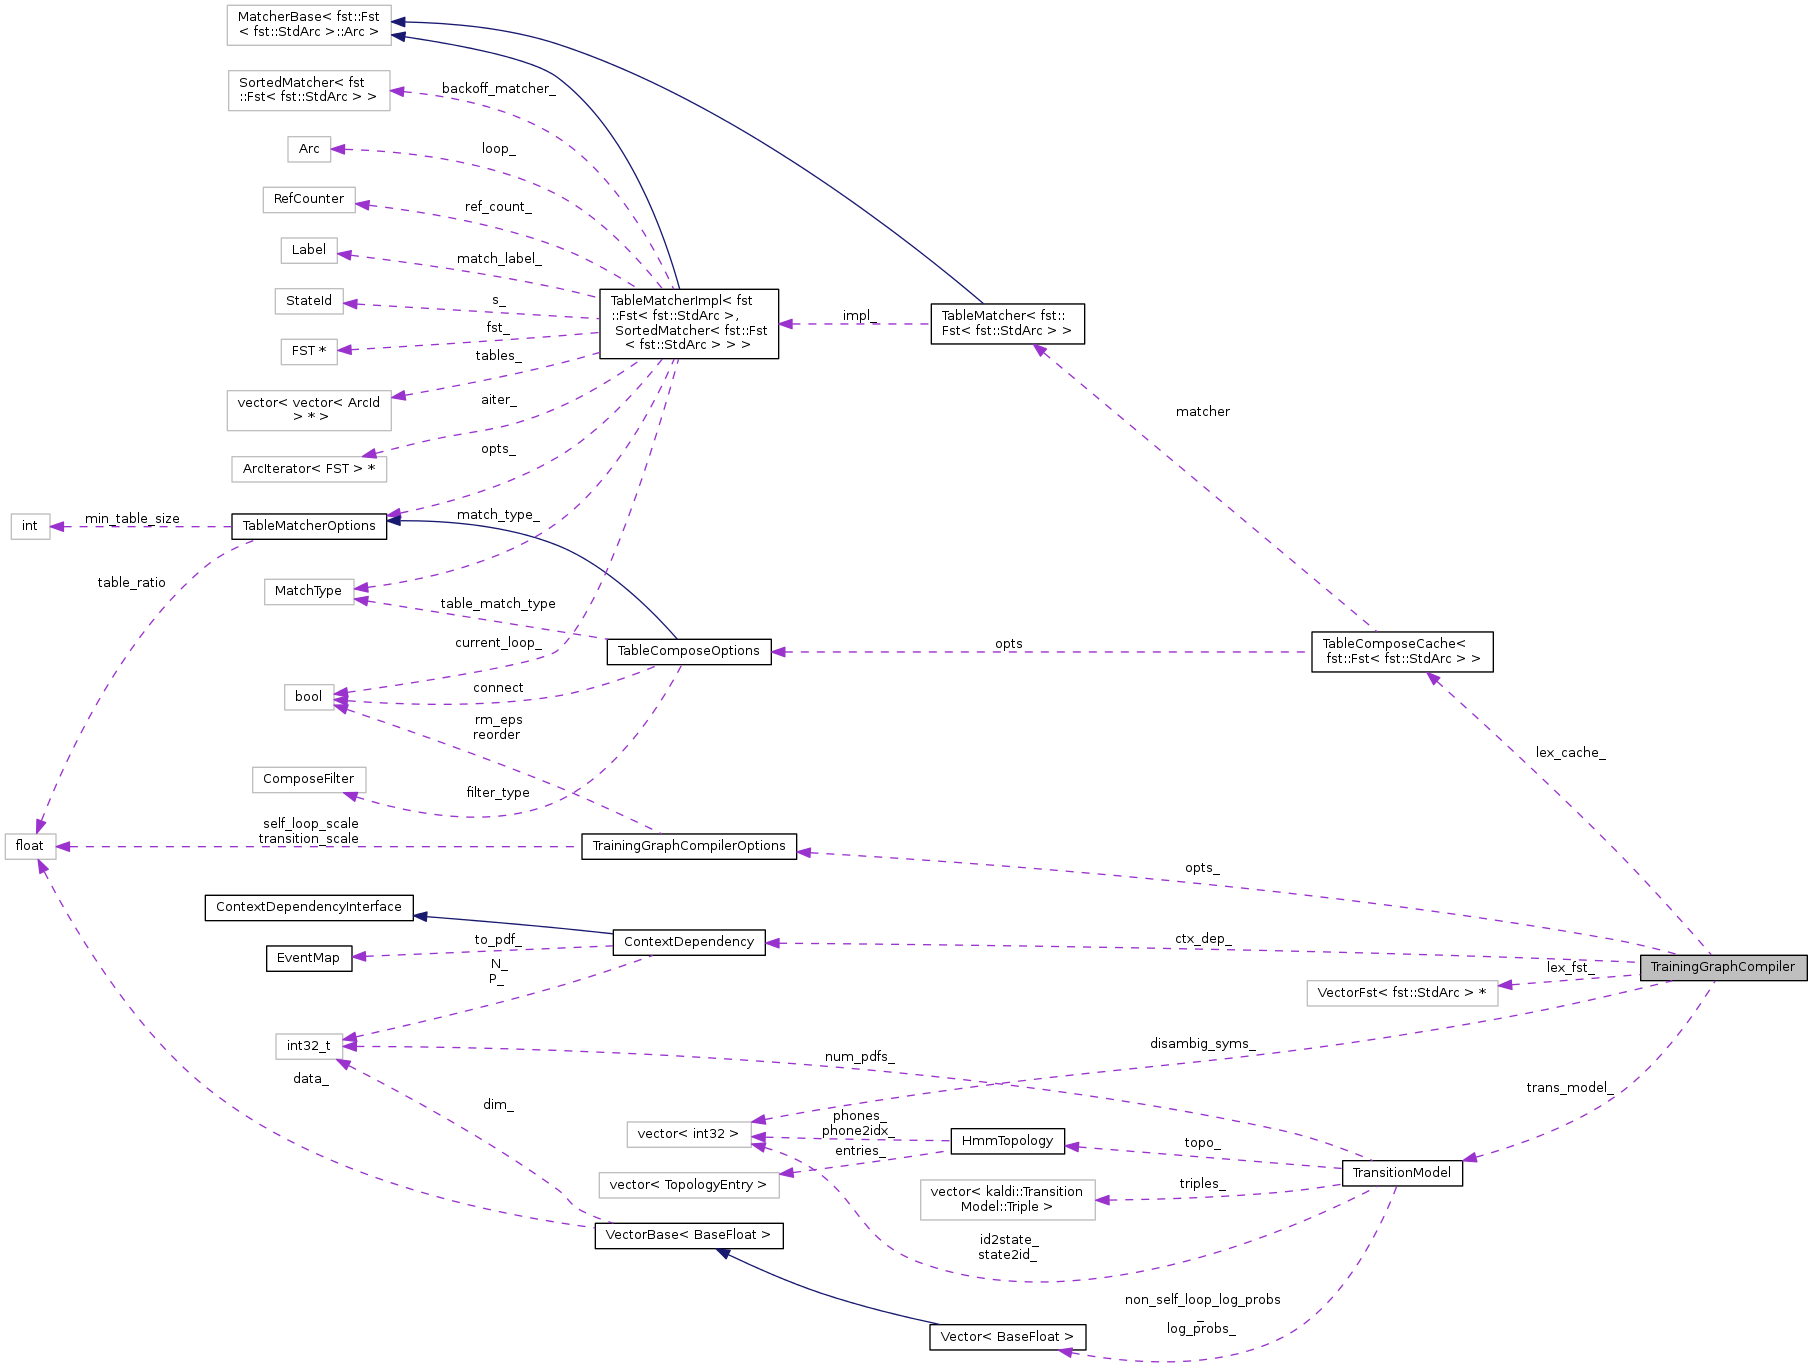 MatcherBase< fst::Fst
< fst::StdArc >::Arc >
SortedMatcher< fst
::Fst< fst::StdArc > >
backoff_matcher_
Arc
loop_
RefCounter
ref_count_
Label
match_label_
StateId
s_
FST *
fst_
vector< vector< ArcId
> * >
tables_
ArcIterator< FST > *
aiter_
opts_
TableMatcherImpl< fst
::Fst< fst::StdArc >,
SortedMatcher< fst::Fst
< fst::StdArc > > >
impl_
TableMatcher< fst::
Fst< fst::StdArc > >
matcher
int
min_table_size
TableMatcherOptions
match_type_
table_ratio
MatchType
table_match_type
current_loop_
TableComposeOptions
opts
TableComposeCache<
fst::Fst< fst::StdArc > >
bool
connect
rm_eps
reorder
lex_cache_
ComposeFilter
filter_type
float
self_loop_scale
transition_scale
TrainingGraphCompilerOptions
opts_
ContextDependencyInterface
ContextDependency
ctx_dep_
EventMap
to_pdf_
N_
P_
TrainingGraphCompiler
lex_fst_
VectorFst< fst::StdArc > *
int32_t
disambig_syms_
num_pdfs_
data_
dim_
trans_model_
vector< int32 >
phones_
phone2idx_
entries_
HmmTopology
topo_
TransitionModel
vector< TopologyEntry >
vector< kaldi::Transition
Model::Triple >
triples_
VectorBase< BaseFloat >
id2state_
state2id_
non_self_loop_log_probs
_
log_probs_
Vector< BaseFloat >